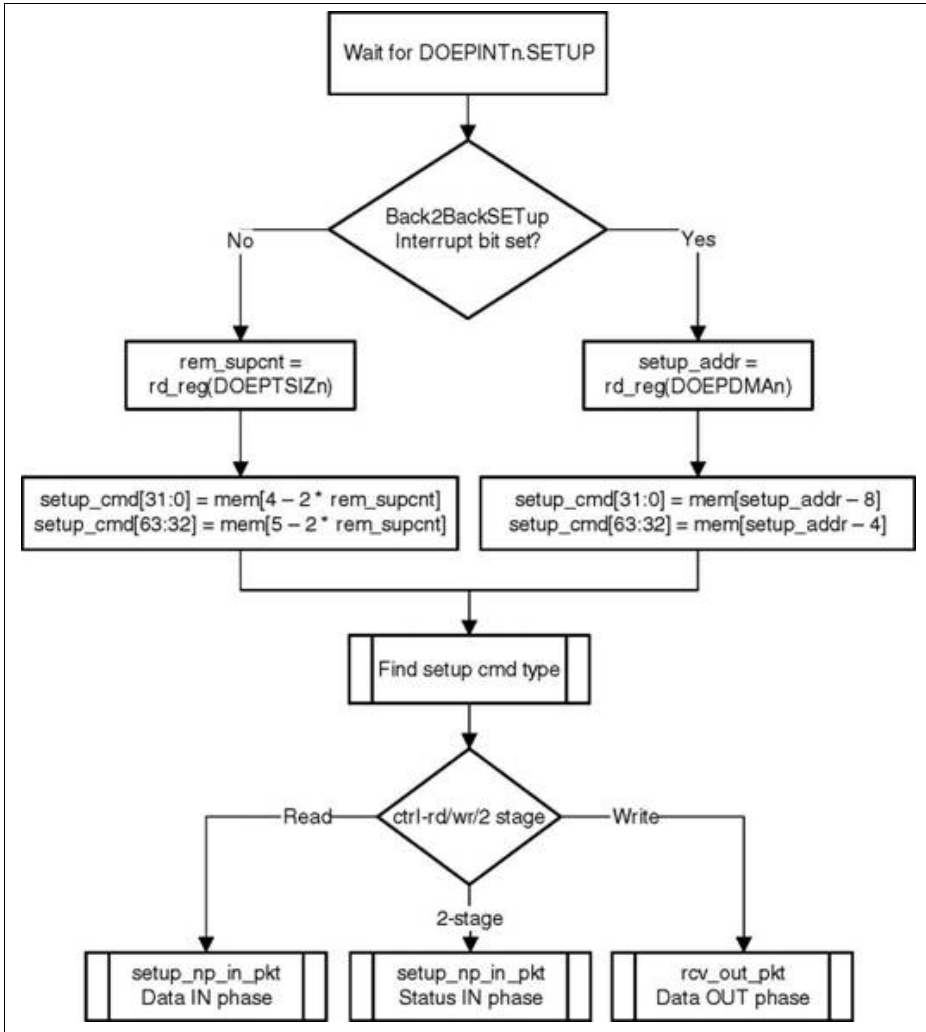 Wait for DOEPINTn.SETUP
Back2BackSETup
Interrupt bit set?
No
Yes
rem_supcnt =
rd_reg(DOEPTSIZn)
setup_addr =
rd_reg(DOEPDMAn)
setup_cmd[31:0] = mem[4 – 2 * rem_supcnt]
setup_cmd[63:32] = mem[5 – 2 * rem_supcnt]
setup_cmd[31:0] = mem[setup_addr – 8]
setup_cmd[63:32] = mem[setup_addr – 4]
Find setup cmd type
Read
ctrl-rd/wr/2 stage
Write
2-stage
setup_np_in_pkt
Data IN phase
setup_np_in_pkt
Status IN phase
rcv_out_pkt
Data OUT phase